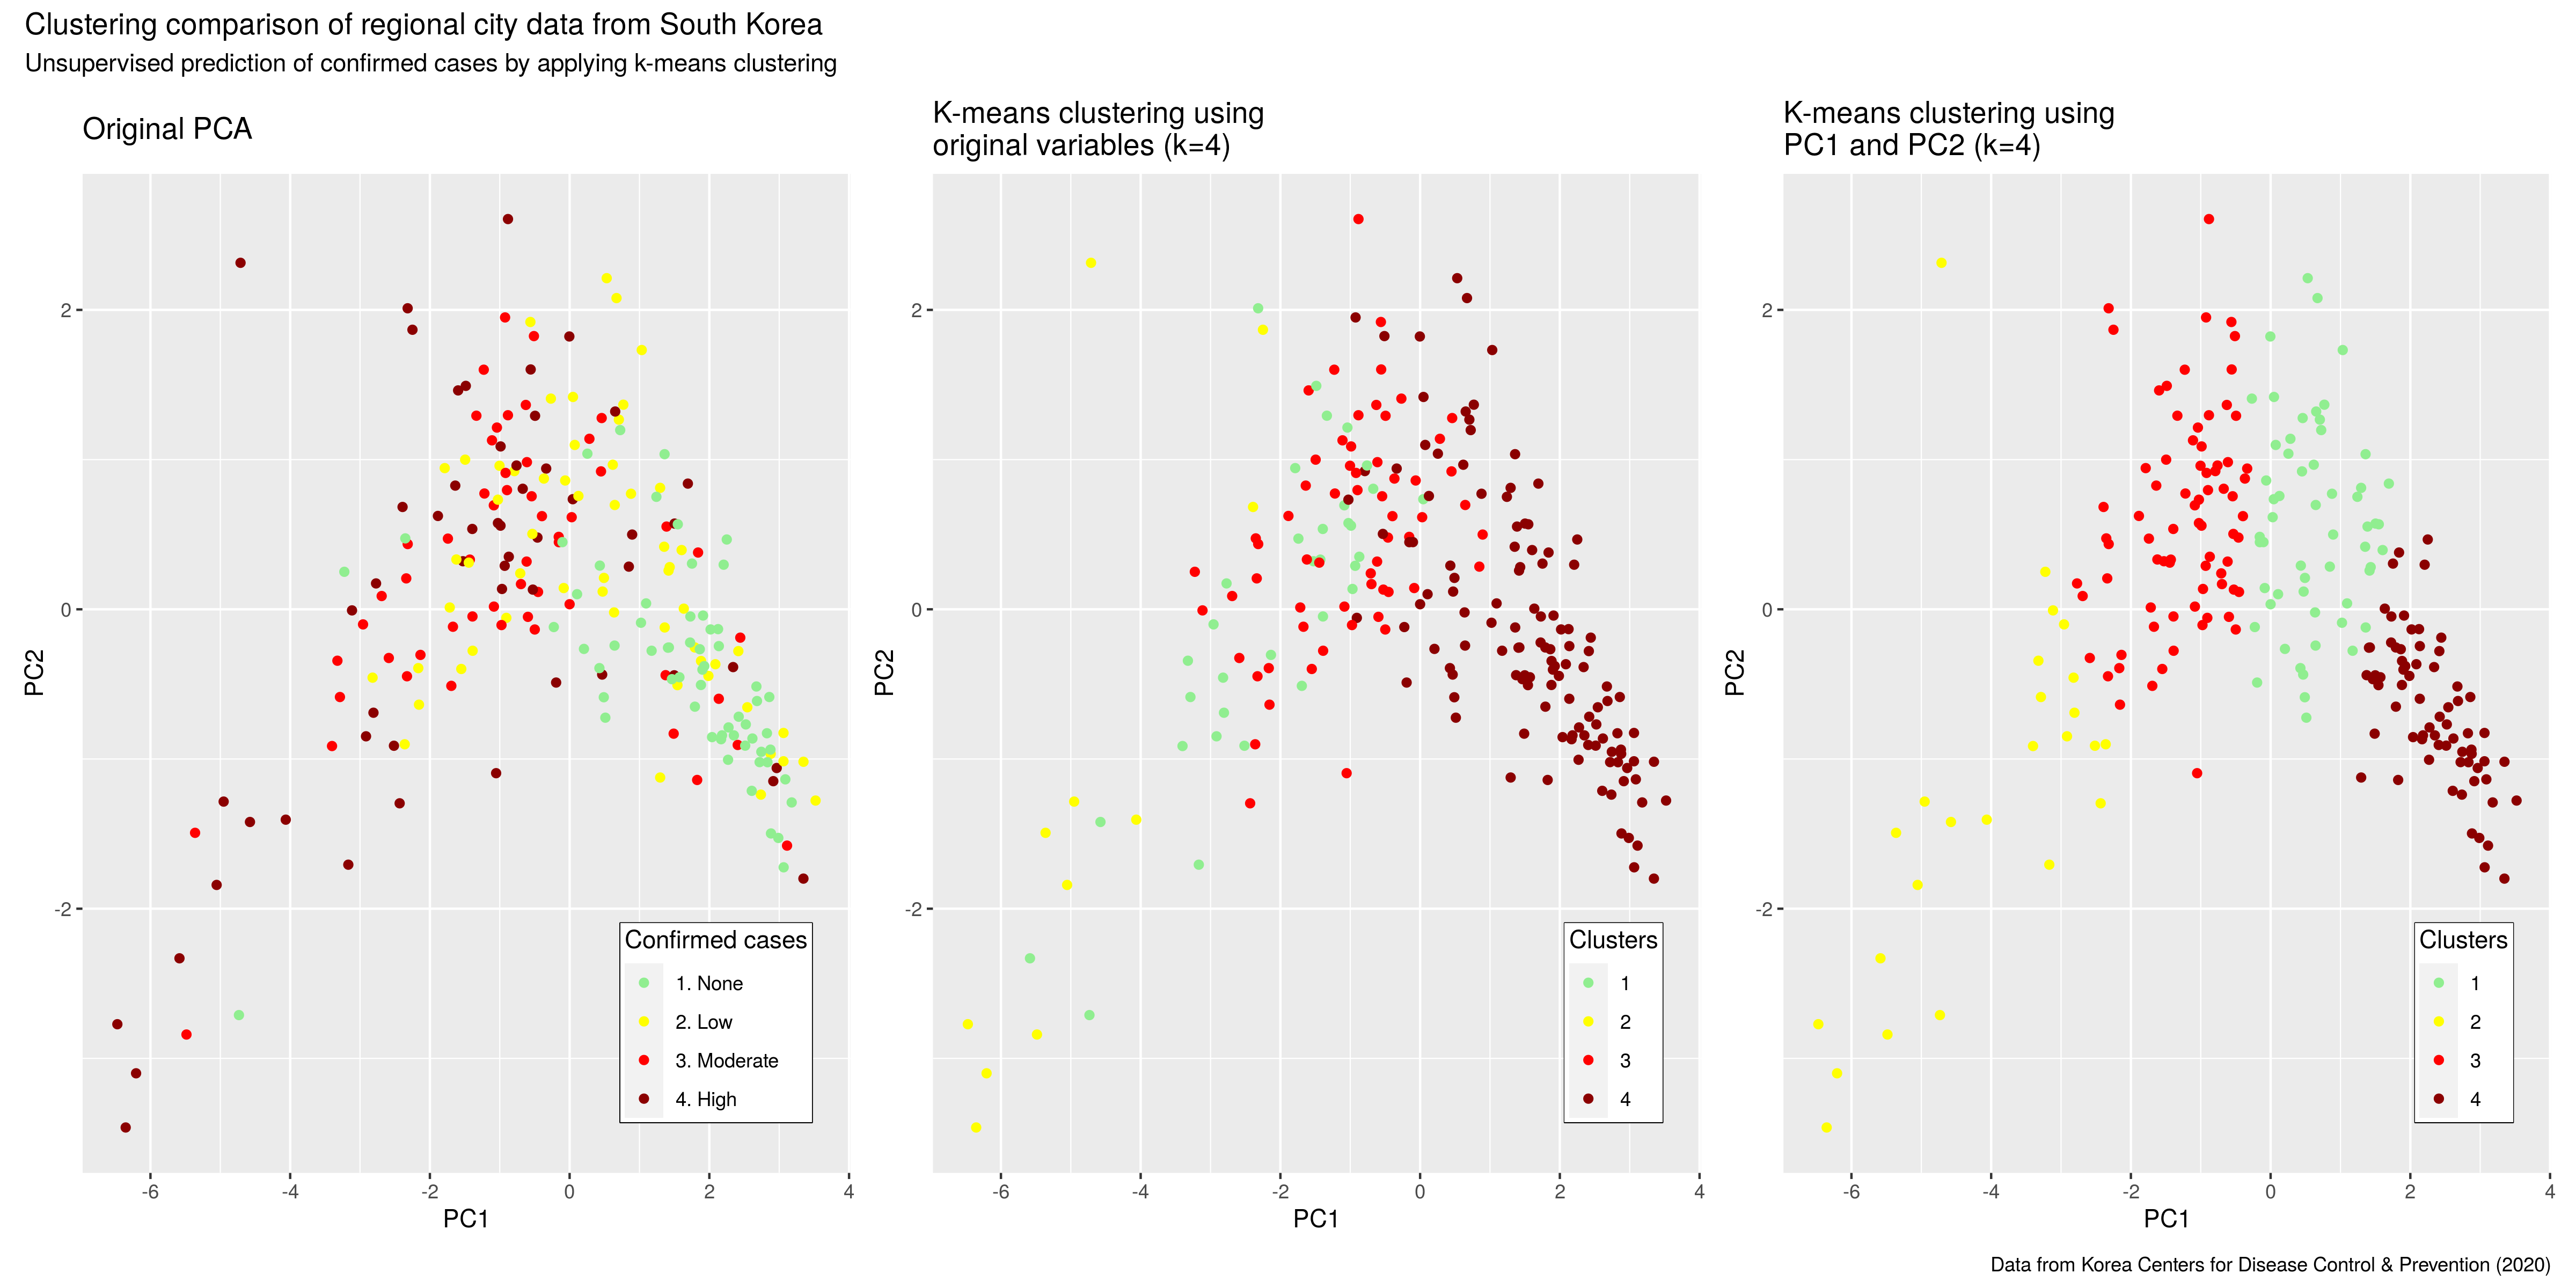 Clustering comparison of regional city data from South Korea
Unsupervised prediction of confirmed cases by applying k-means clustering
Original PCA
2
0
-2
PC2
-6 -4 -2 0 2 4
PC1
Confirmed cases
1. None
2. Low
3. Moderate
4. High
K-means clustering using
original variables (k=4)
2
0
-2
PC2
-6 -4 -2 0 2 4
PC1
Clusters
1
2
3
4
K-means clustering using
PC1 and PC2 (k=4)
2
0
-2
PC2
-6 -4 -2 0 2 4
PC1
Clusters
1
2
3
4
Data from Korea Centers for Disease Control & Prevention (2020)